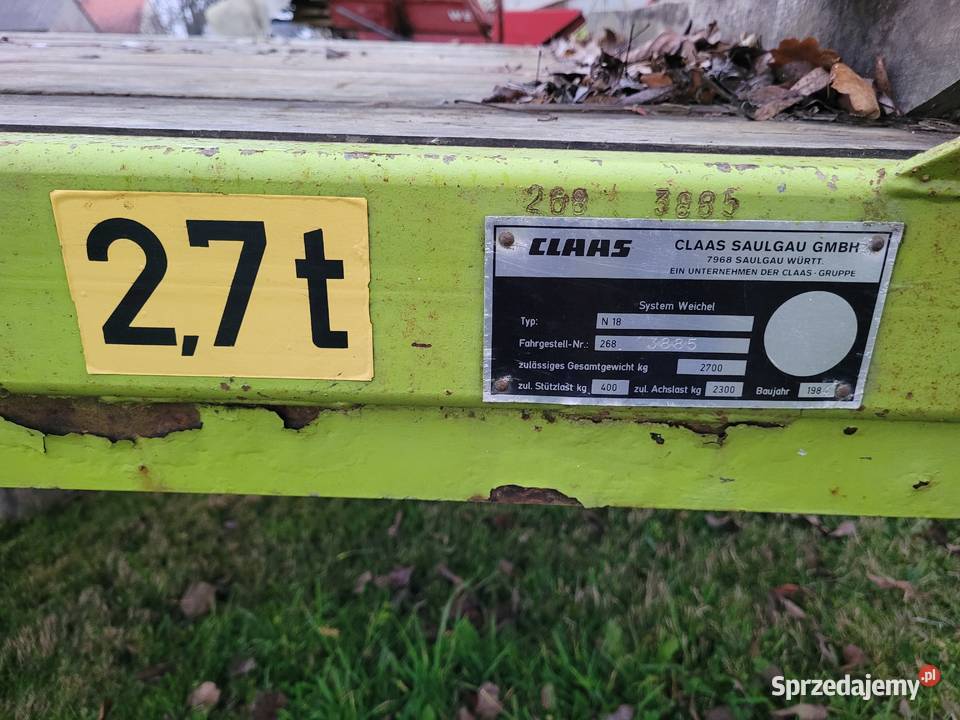 W
2,7t
268 3885
CLAAS
CLAAS SAULGAU GMBH
7968 SAULGAU WÜRTT.
EIN UNTERNEHMEN DER CLAAS-GRUPPE
System Weichel
Typ: N 18
Fahrgestell-Nr.: 268 3885
zulässiges Gesamtgewicht kg 2700
zul. Stützlast kg 400 zul. Achslast kg 2300 Baujahr 198
Sprzedajemy.pl